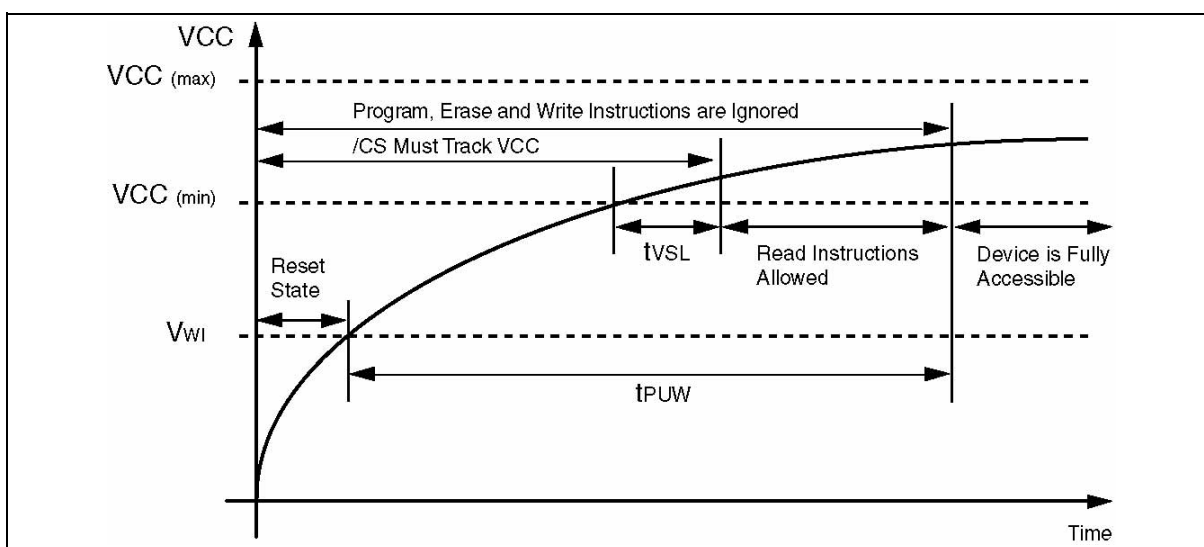 VCC
VCC (max)
Program, Erase and Write Instructions are Ignored
/CS Must Track VCC
VCC (min)
tVSL
Read Instructions
Allowed
Device is Fully
Accessible
Reset
State
VWI
tPUW
Time